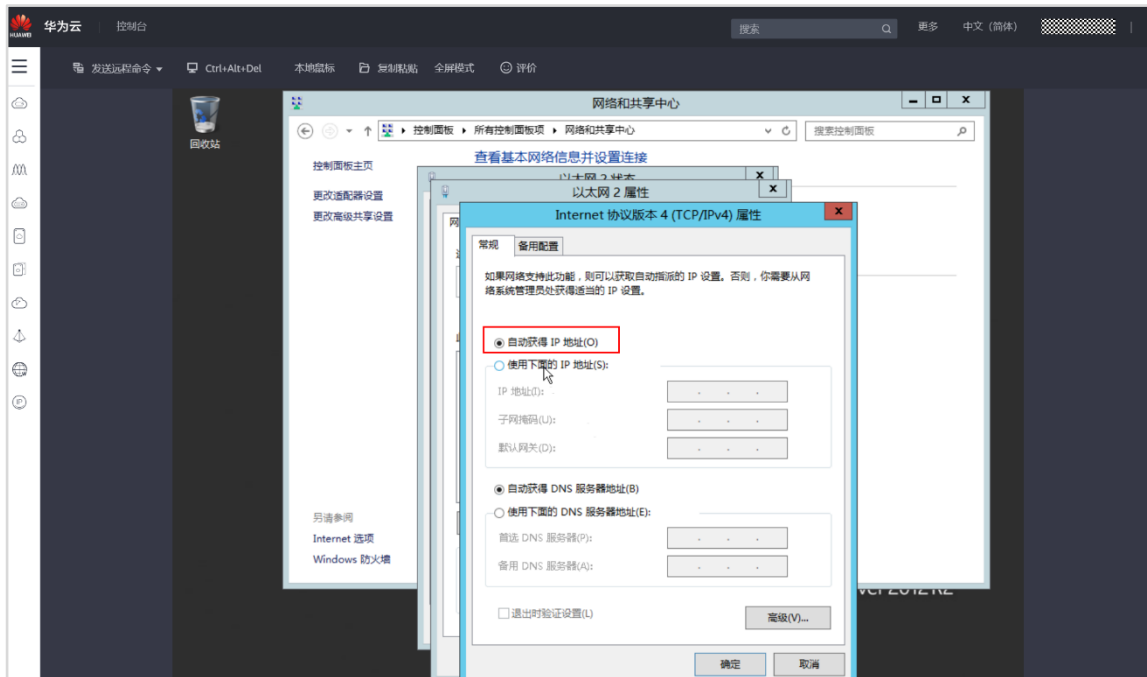 HUAWEI 华为云 控制台 搜索 更多 中文 (简体)
发送远程命令 Ctrl+Alt+Del 本地鼠标 复制粘贴 全屏模式 评价
回收站
网络和共享中心
控制面板 所有控制面板项 网络和共享中心 搜索控制面板
控制面板主页
更改适配器设置
更改高级共享设置
查看基本网络信息并设置连接
以太网 2 状态
以太网 2 属性
Internet 协议版本 4 (TCP/IPv4) 属性
常规 备用配置
如果网络支持此功能，则可以获取自动指派的 IP 设置。否则，你需要从网
络系统管理员处获得适当的 IP 设置。
自动获得 IP 地址(O)
使用下面的 IP 地址(S):
IP 地址(I):
子网掩码(U):
默认网关(D):
自动获得 DNS 服务器地址(B)
使用下面的 DNS 服务器地址(E):
首选 DNS 服务器(P):
备用 DNS 服务器(A):
退出时验证设置(L)
高级(V)...
确定 取消
另请参阅
Internet 选项
Windows 防火墙